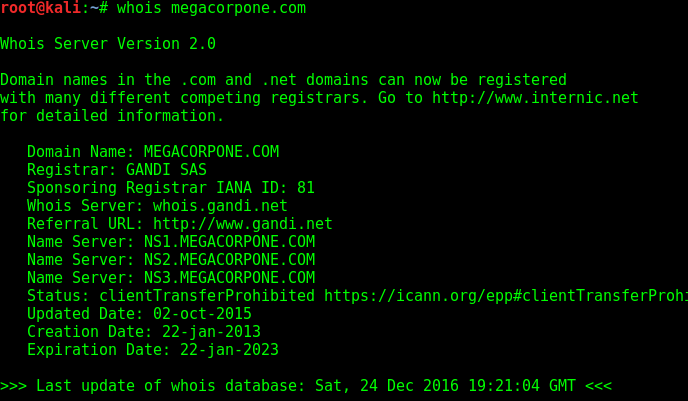 root@kali:~# whois megacorpone.com
Whois Server Version 2.0
Domain names in the .com and .net domains can now be registered
with many different competing registrars. Go to http://www.internic.net
for detailed information.
Domain Name: MEGACORPONE.COM
Registrar: GANDI SAS
Sponsoring Registrar IANA ID: 81
Whois Server: whois.gandi.net
Referral URL: http://www.gandi.net
Name Server: NS1.MEGACORPONE.COM
Name Server: NS2.MEGACORPONE.COM
Name Server: NS3.MEGACORPONE.COM
Status: clientTransferProhibited https://icann.org/epp#clientTransferProhi
Updated Date: 02-oct-2015
Creation Date: 22-jan-2013
Expiration Date: 22-jan-2023
>>> Last update of whois database: Sat, 24 Dec 2016 19:21:04 GMT <<<